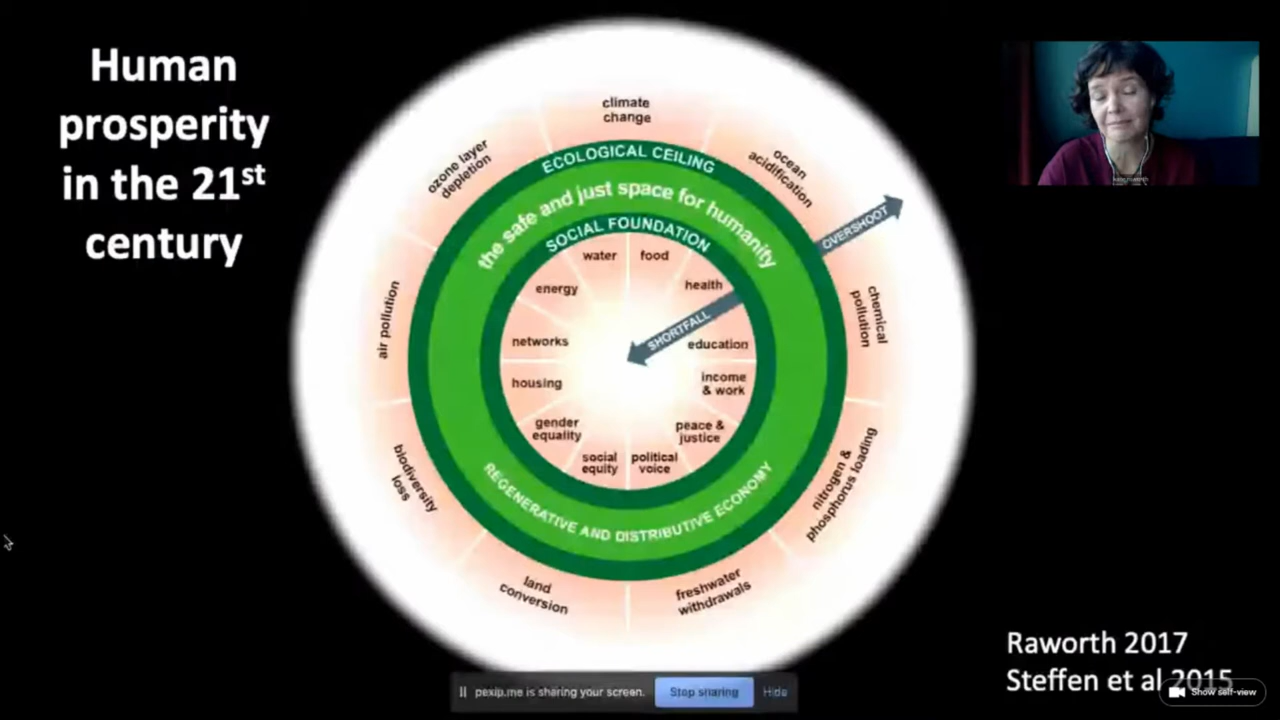 Human
prosperity
in the 21st
century
climate
change
ozone layer
depletion
ocean
acidification
ECOLOGICAL CEILING
the safe and just space for humanity
SOCIAL FOUNDATION
OVERSHOOT
water
food
energy
health
SHORTFALL
air pollution
chemical
pollution
networks
education
housing
income
& work
gender
equality
peace &
justice
social
equity
political
voice
biodiversity
loss
nitrogen &
phosphorus loading
REGENERATIVE AND DISTRIBUTIVE ECONOMY
land
conversion
freshwater
withdrawals
Raworth 2017
Steffen et al 2015
Show self-view
pexip.me is sharing your screen.
Stop sharing
Hide